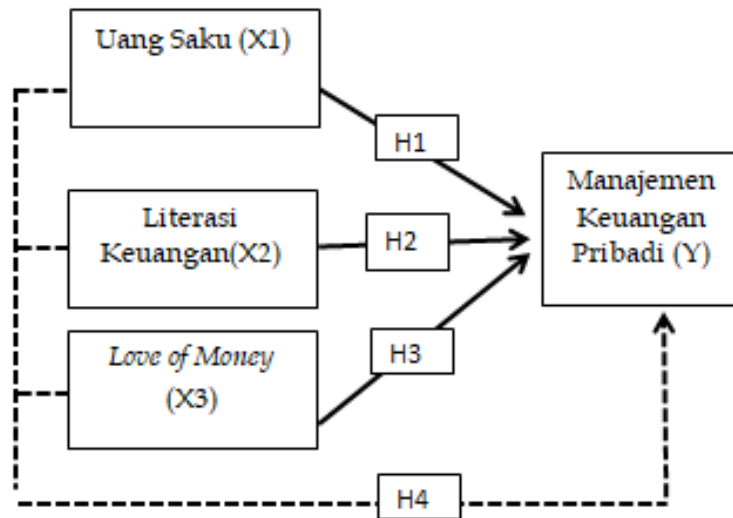 Uang Saku (X1)
H1
Literasi
Keuangan(X2)
H2
Manajemen
Keuangan
Pribadi (Y)
Love of Money
(X3)
H3
H4